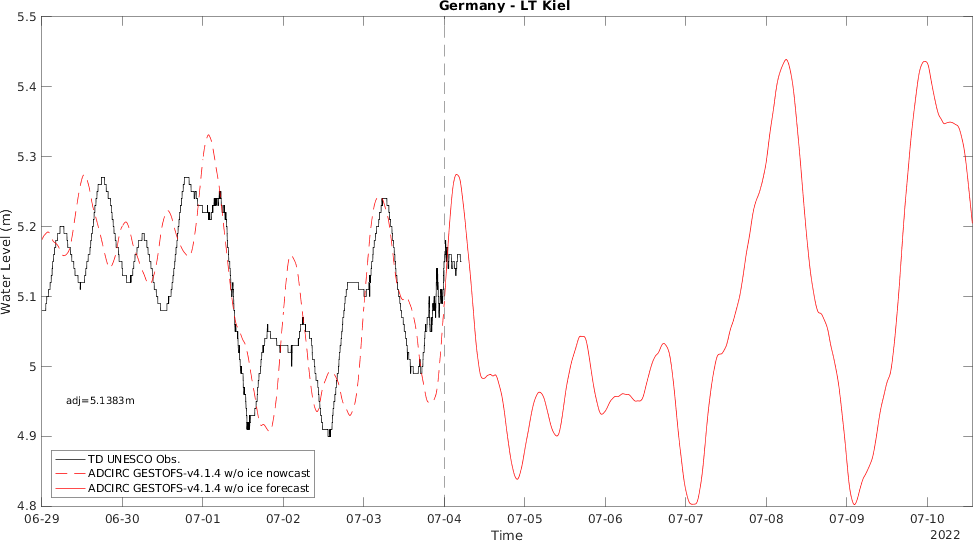 Germany - LT Kiel
5.5
5.4
5.3
5.2
5.1
5
4.9
4.8
Water Level (m)
adj=5.1383m
TD UNESCO Obs.
ADCIRC GESTOFS-v4.1.4 w/o ice nowcast
ADCIRC GESTOFS-v4.1.4 w/o ice forecast
06-29 06-30 07-01 07-02 07-03 07-04 07-05 07-06 07-07 07-08 07-09 07-10
Time
2022